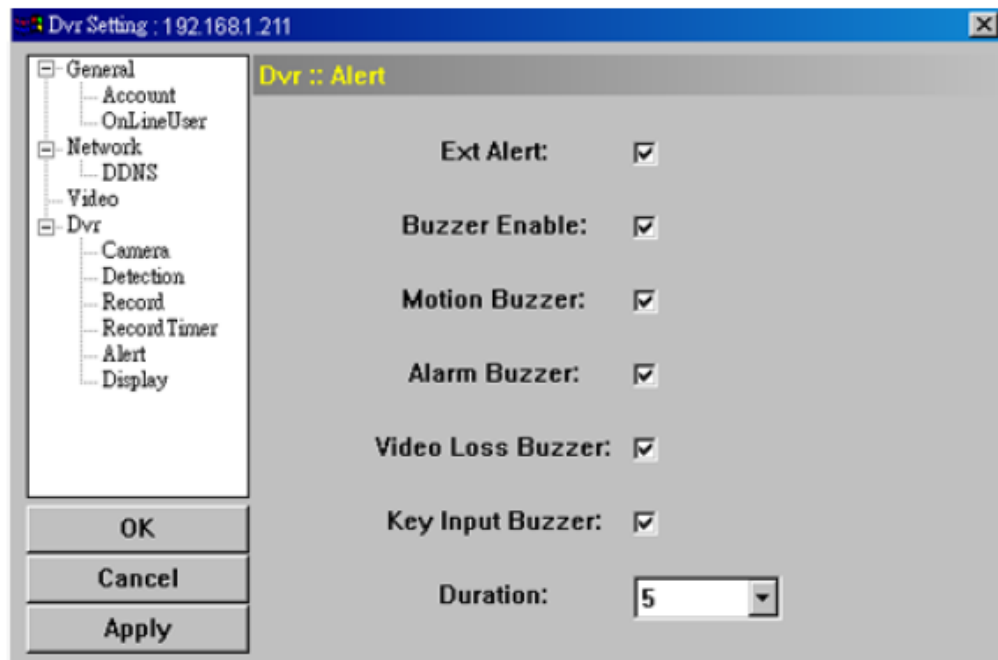 Dvr Setting : 192.168.1.211
General
Account
OnLineUser
Network
DDNS
Video
Dvr
Camera
Detection
Record
Record Timer
Alert
Display
OK
Cancel
Apply
Dvr :: Alert
Ext Alert:
Buzzer Enable:
Motion Buzzer:
Alarm Buzzer:
Video Loss Buzzer:
Key Input Buzzer:
Duration: 5